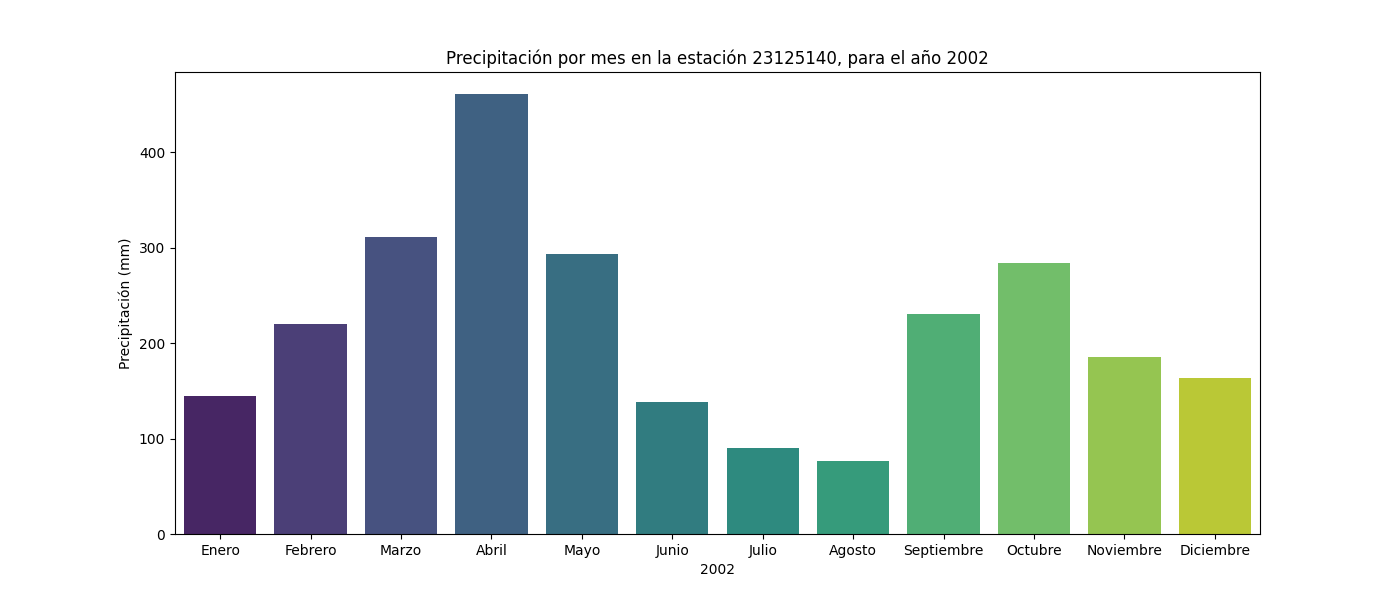 Precipitación por mes en la estación 23125140, para el año 2002
Precipitación (mm)
400
300
200
100
0
Enero Febrero Marzo Abril Mayo Junio Julio Agosto Septiembre Octubre Noviembre Diciembre
2002